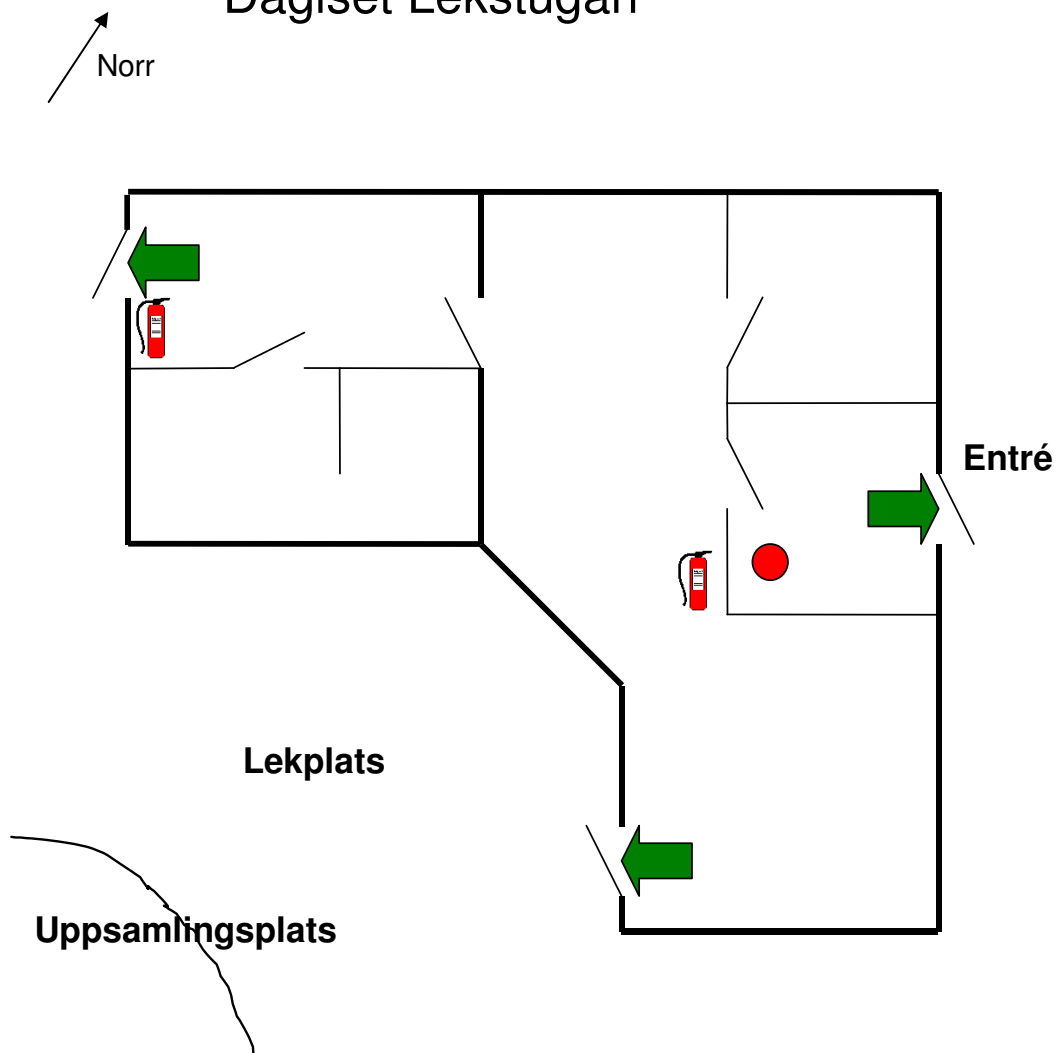 Dagiset Lekstugan
Norr
Entré
Lekplats
Uppsamlingsplats